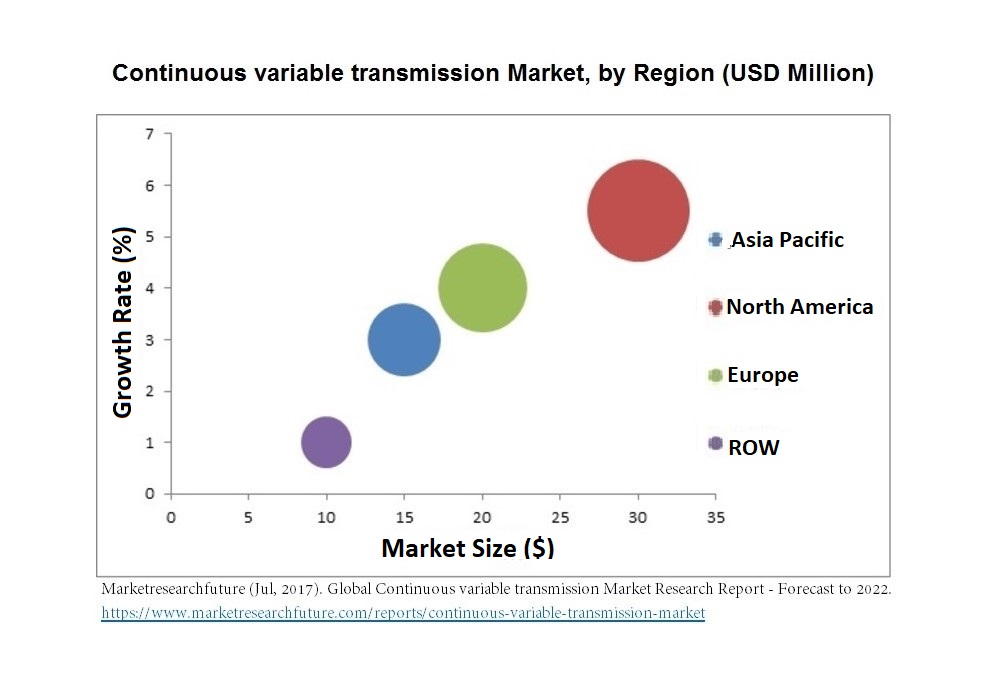 Continuous variable transmission Market, by Region (USD Million)
7
6
5
4
3
2
1
0
Growth Rate (%)
0 5 10 15 20 25 30 35
Market Size ($)
Asia Pacific
North America
Europe
ROW
Marketresearchfuture (Jul, 2017). Global Continuous variable transmission Market Research Report - Forecast to 2022.
https://www.marketresearchfuture.com/reports/continuous-variable-transmission-market